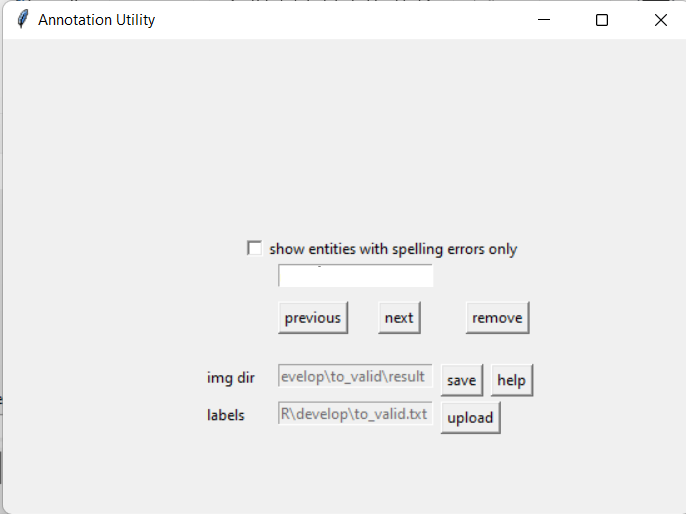 Annotation Utility
show entities with spelling errors only
previous next remove
img dir evelop\to_valid\result save help
labels R\develop\to_valid.txt upload